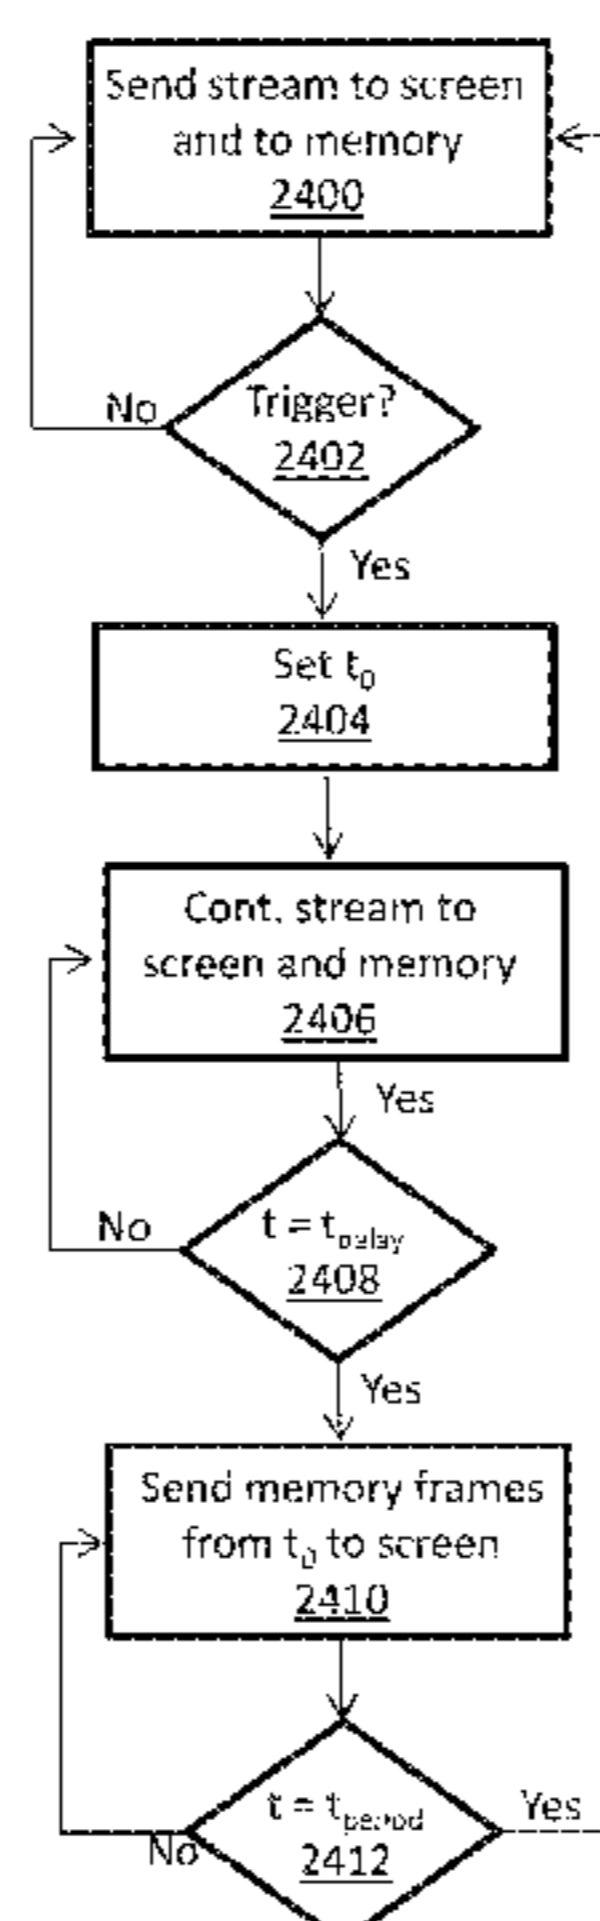 Send stream to screen
and to memory
2400
No
Trigger?
2402
Yes
Set t0
2404
Cont. stream to
screen and memory
2406
Yes
No
t = tDelay
2408
Yes
Send memory frames
from t0 to screen
2410
t = tperiod
Yes
No
2412